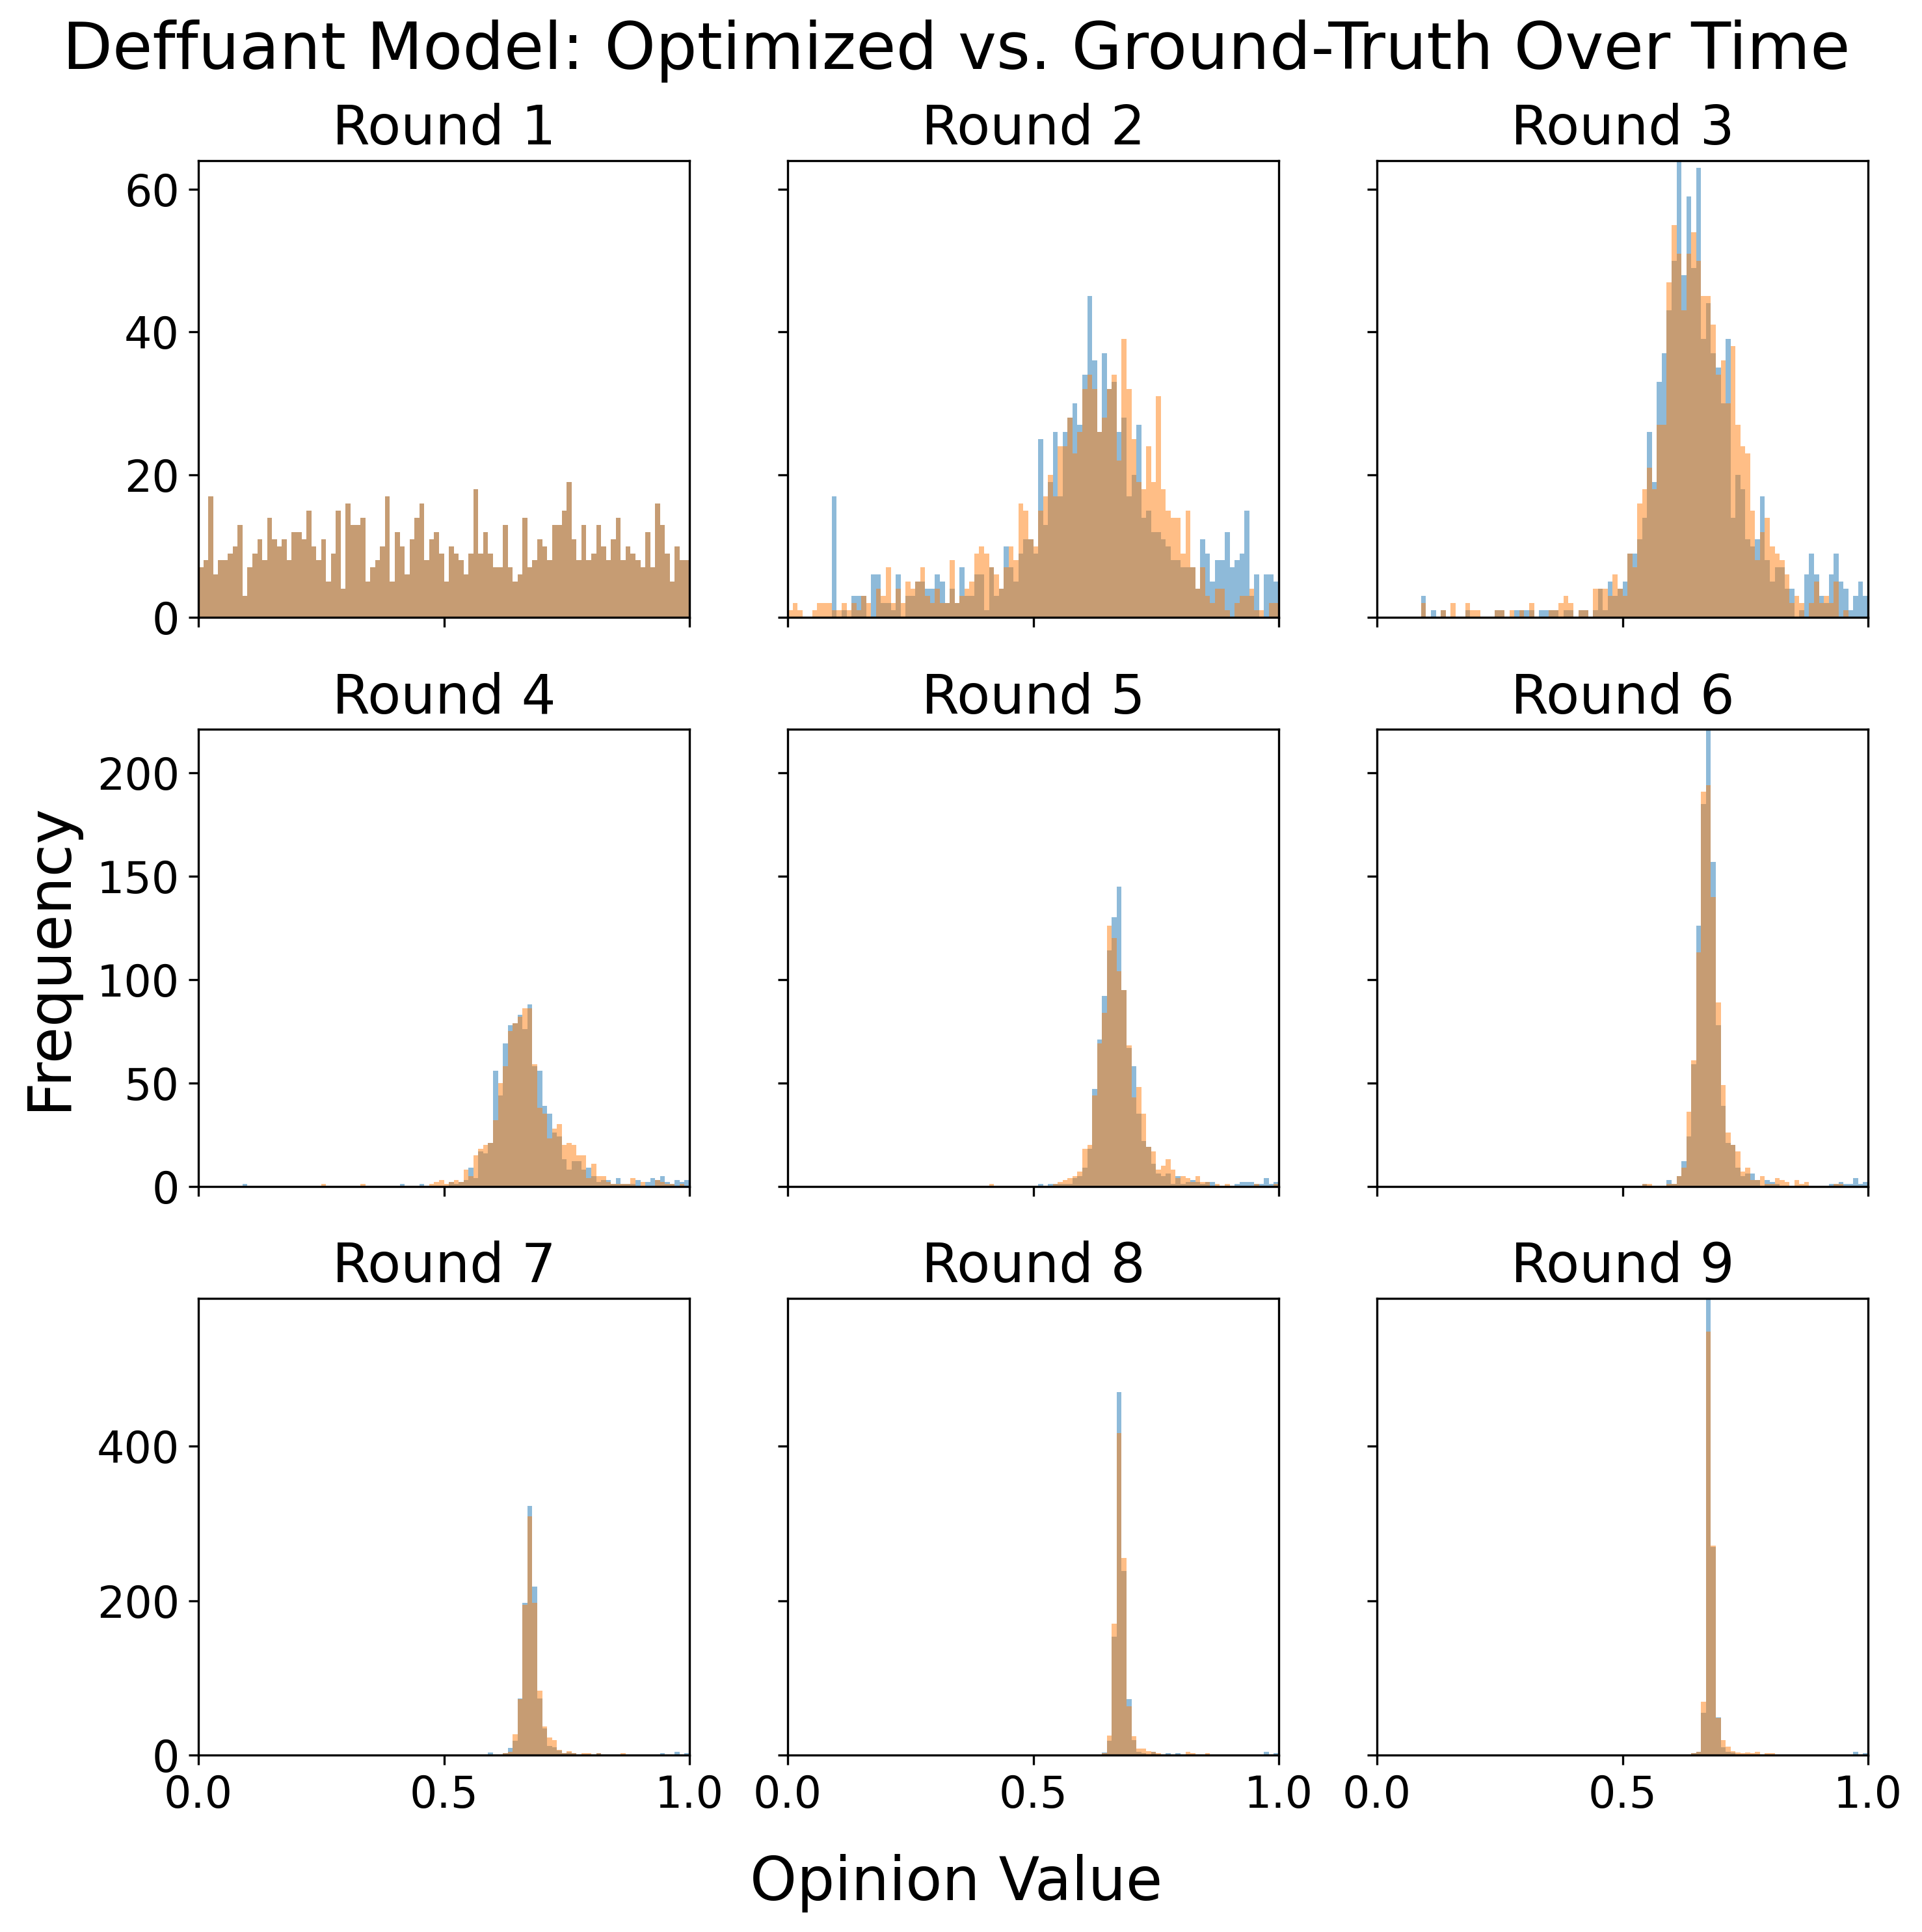 Deffuant Model: Optimized vs. Ground-Truth Over Time
Round 1
Round 2
Round 3
60
40
20
0
Round 4
Round 5
Round 6
200
150
100
50
0
Frequency
Round 7
Round 8
Round 9
400
200
0
0.0 0.5 1.0 0.0 0.5 1.0 0.0 0.5 1.0
Opinion Value